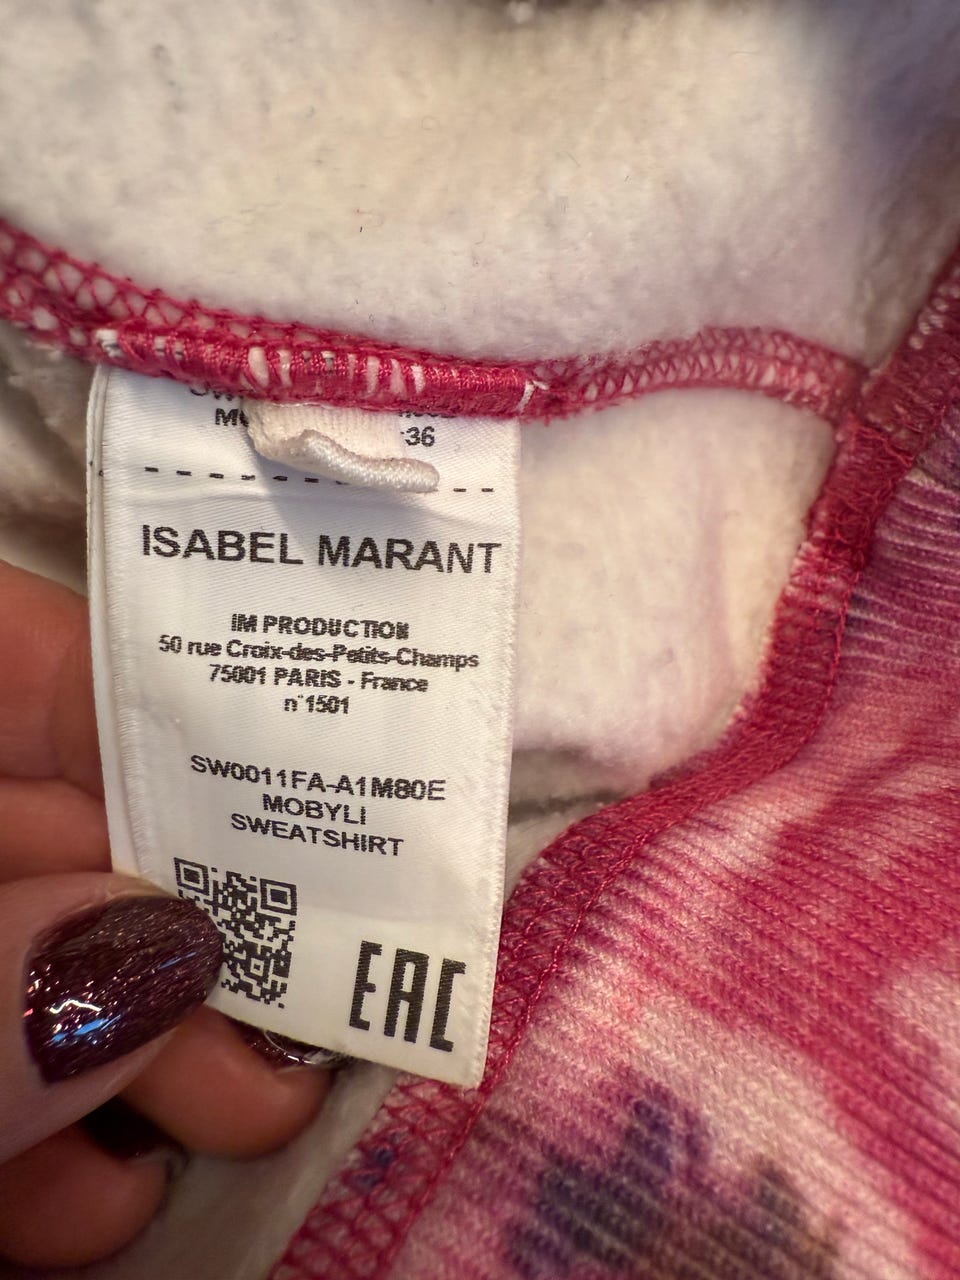 36
ISABEL MARANT
IM PRODUCTION
50 rue Croix-des-Petits-Champs
75001 PARIS - France
n°1501
SW0011FA-A1M80E
MOBYLI
SWEATSHIRT
EAC